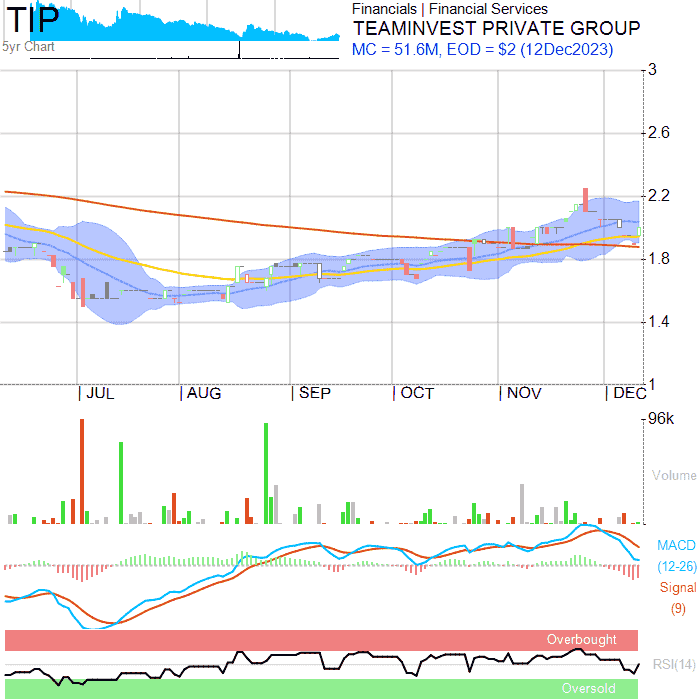 TIP
5yr Chart
Financials | Financial Services
TEAMINVEST PRIVATE GROUP
MC = 51.6M, EOD = $2 (12Dec2023)
3
2.6
2.2
1.8
1.4
1
| JUL | AUG | SEP | OCT | NOV | DEC
96k
Volume
MACD
(12-26)
Signal
(9)
Overbought
RSI(14)
Oversold